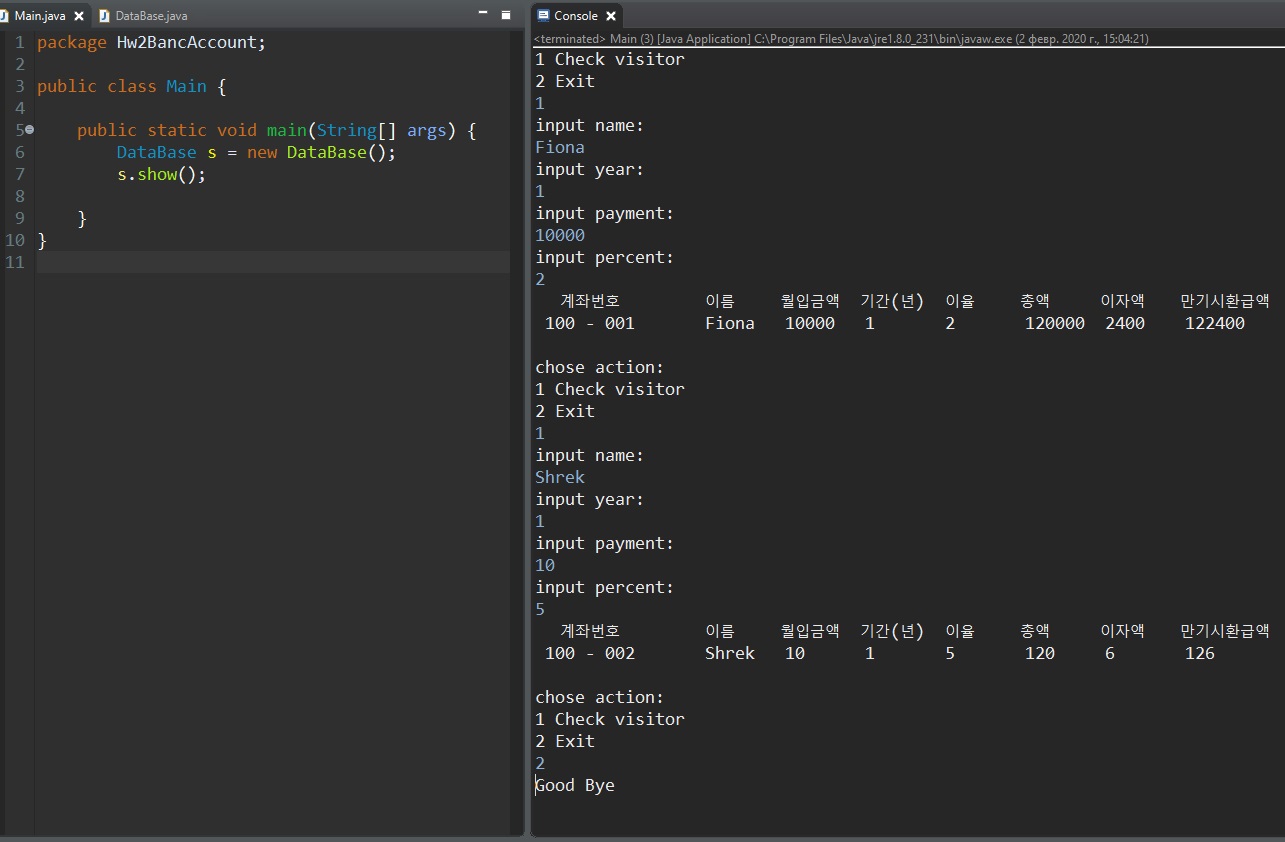 Main.java DataBase.java
1 package Hw2BancAccount;
2
3 public class Main {
4
5 public static void main(String[] args) {
6 DataBase s = new DataBase();
7 s.show();
8
9 }
10 }
11
Console
<terminated> Main (3) [Java Application] C:\Program Files\Java\jre1.8.0_231\bin\javaw.exe (2 февр. 2020 г., 15:04:21)
1 Check visitor
2 Exit
1
input name:
Fiona
input year:
1
input payment:
10000
input percent:
2
계좌번호 이름 월입금액 기간(년) 이율 총액 이자액 만기시환급액
100 - 001 Fiona 10000 1 2 120000 2400 122400
chose action:
1 Check visitor
2 Exit
1
input name:
Shrek
input year:
1
input payment:
10
input percent:
5
계좌번호 이름 월입금액 기간(년) 이율 총액 이자액 만기시환급액
100 - 002 Shrek 10 1 5 120 6 126
chose action:
1 Check visitor
2 Exit
2
Good Bye